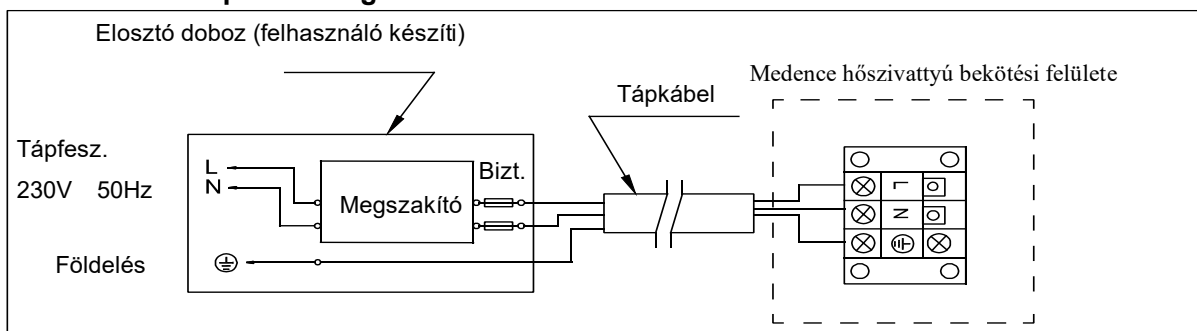 Elosztó doboz (felhasználó készíti)
Medence hőszivattyú bekötési felülete
Tápkábel
Tápfesz.
230V 50Hz
L
N
Bizt.
Megszakító
Földelés
L
N